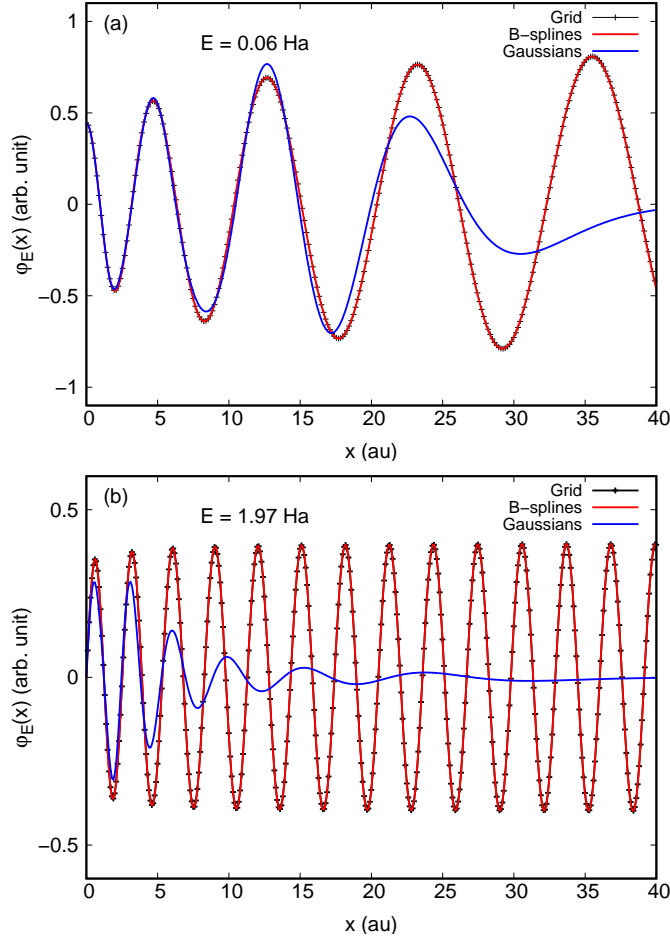 (a)
E = 0.06 Ha
Grid
B−splines
Gaussians
1
0.5
0
−0.5
−1
φE(x) (arb. unit)
0 5 10 15 20 25 30 35 40
x (au)
(b)
E = 1.97 Ha
Grid
B−splines
Gaussians
0.5
0
−0.5
φE(x) (arb. unit)
0 5 10 15 20 25 30 35 40
x (au)